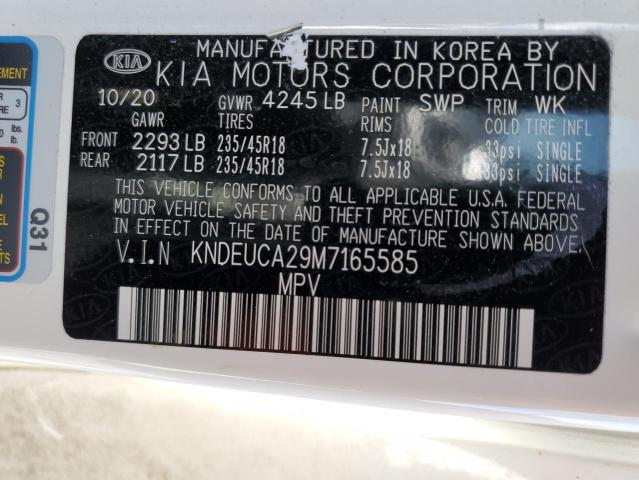 MANUFACTURED IN KOREA BY
KIA KIA MOTORS CORPORATION
10/20 GVWR 4245 LB PAINT SWP TRIM WK
GAWR TIRES RIMS COLD TIRE INFL
FRONT 2293 LB 235/45R18 7.5Jx18 33psi SINGLE
REAR 2117 LB 235/45R18 7.5Jx18 33psi SINGLE
THIS VEHICLE CONFORMS TO ALL APPLICABLE U.S.A. FEDERAL
MOTOR VEHICLE SAFETY AND THEFT PREVENTION STANDARDS
IN EFFECT ON THE DATE OF MANUFACTURE SHOWN ABOVE.
V.I.N KNDEUCA29M7165585
MPV
Q31
3
lb.